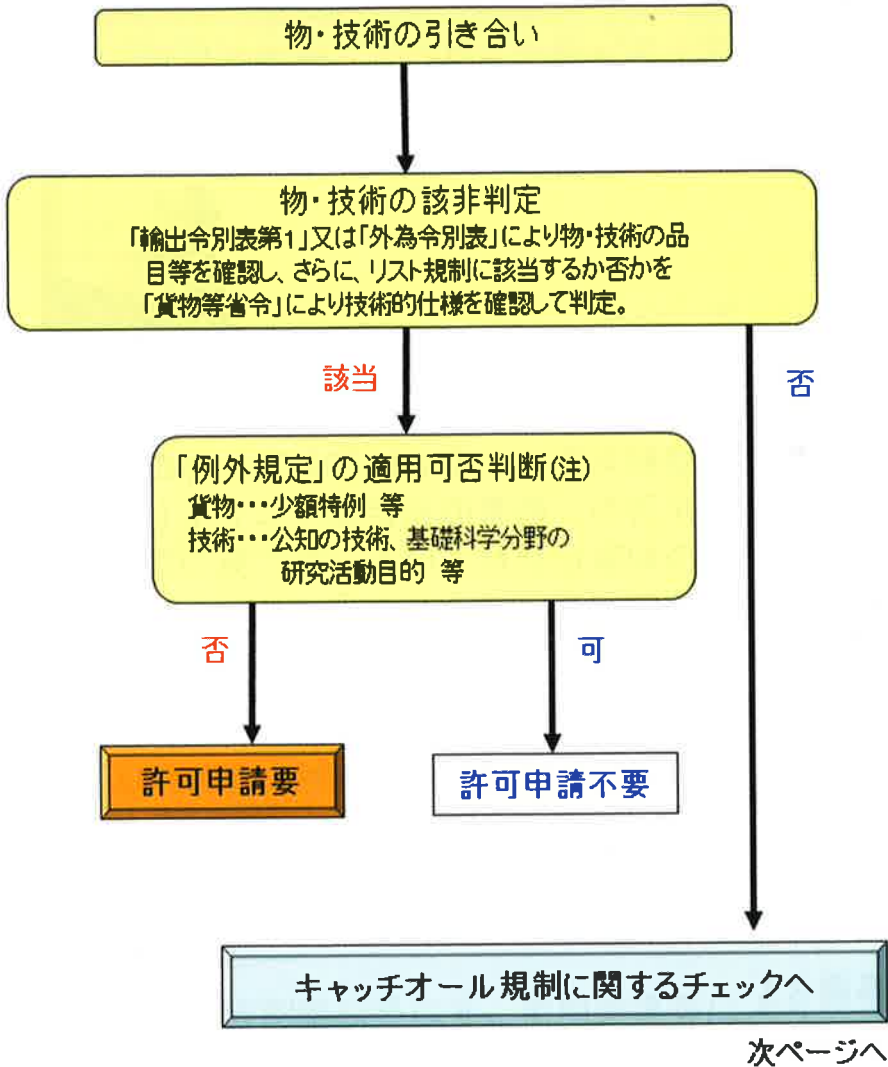 物・技術の引き合い
物・技術の該非判定
「輸出令別表第1」又は「外為令別表」により物・技術の品
目等を確認し、さらに、リスト規制に該当するか否かを
「貨物等省令」により技術的仕様を確認して判定。
該当
否
「例外規定」の適用可否判断(注)
貨物・・・少額特例 等
技術・・・公知の技術、基礎科学分野の
研究活動目的 等
否
可
許可申請要
許可申請不要
キャッチオール規制に関するチェックへ
次ページへ